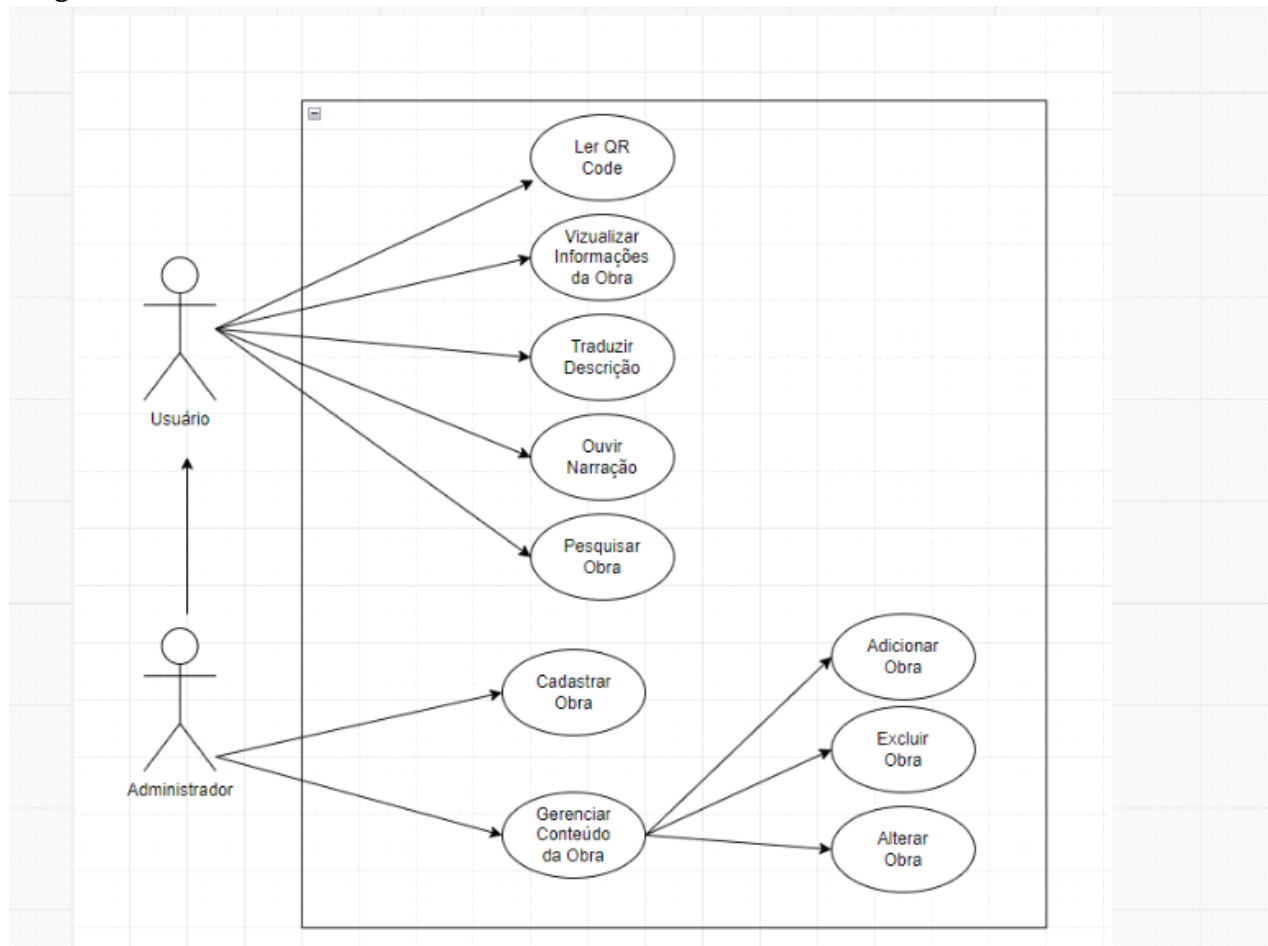 Ler QR
Code
Vizualizar
Informações
da Obra
Traduzir
Descrição
Usuário
Ouvir
Narração
Pesquisar
Obra
Adicionar
Obra
Cadastrar
Obra
Excluir
Obra
Administrador
Gerenciar
Conteúdo
da Obra
Alterar
Obra